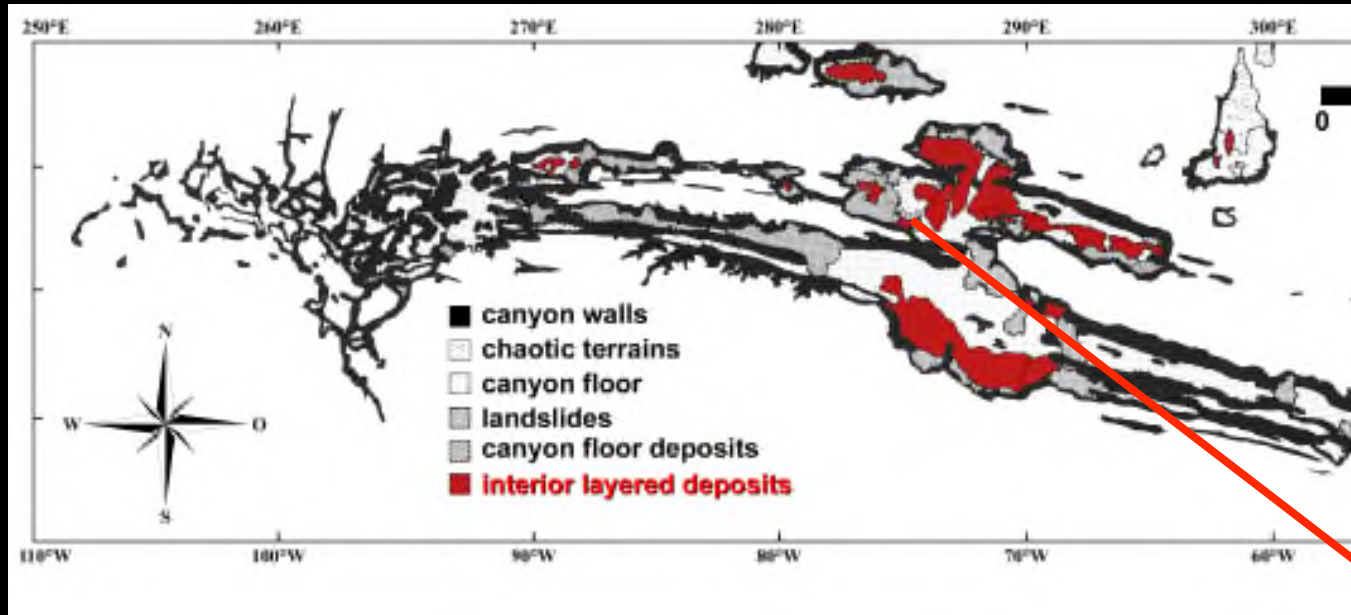 250°E 260°E 270°E 280°E 290°E 300°E
0
N
W O
S
canyon walls
chaotic terrains
canyon floor
landslides
canyon floor deposits
interior layered deposits
110°W 100°W 90°W 80°W 70°W 60°W